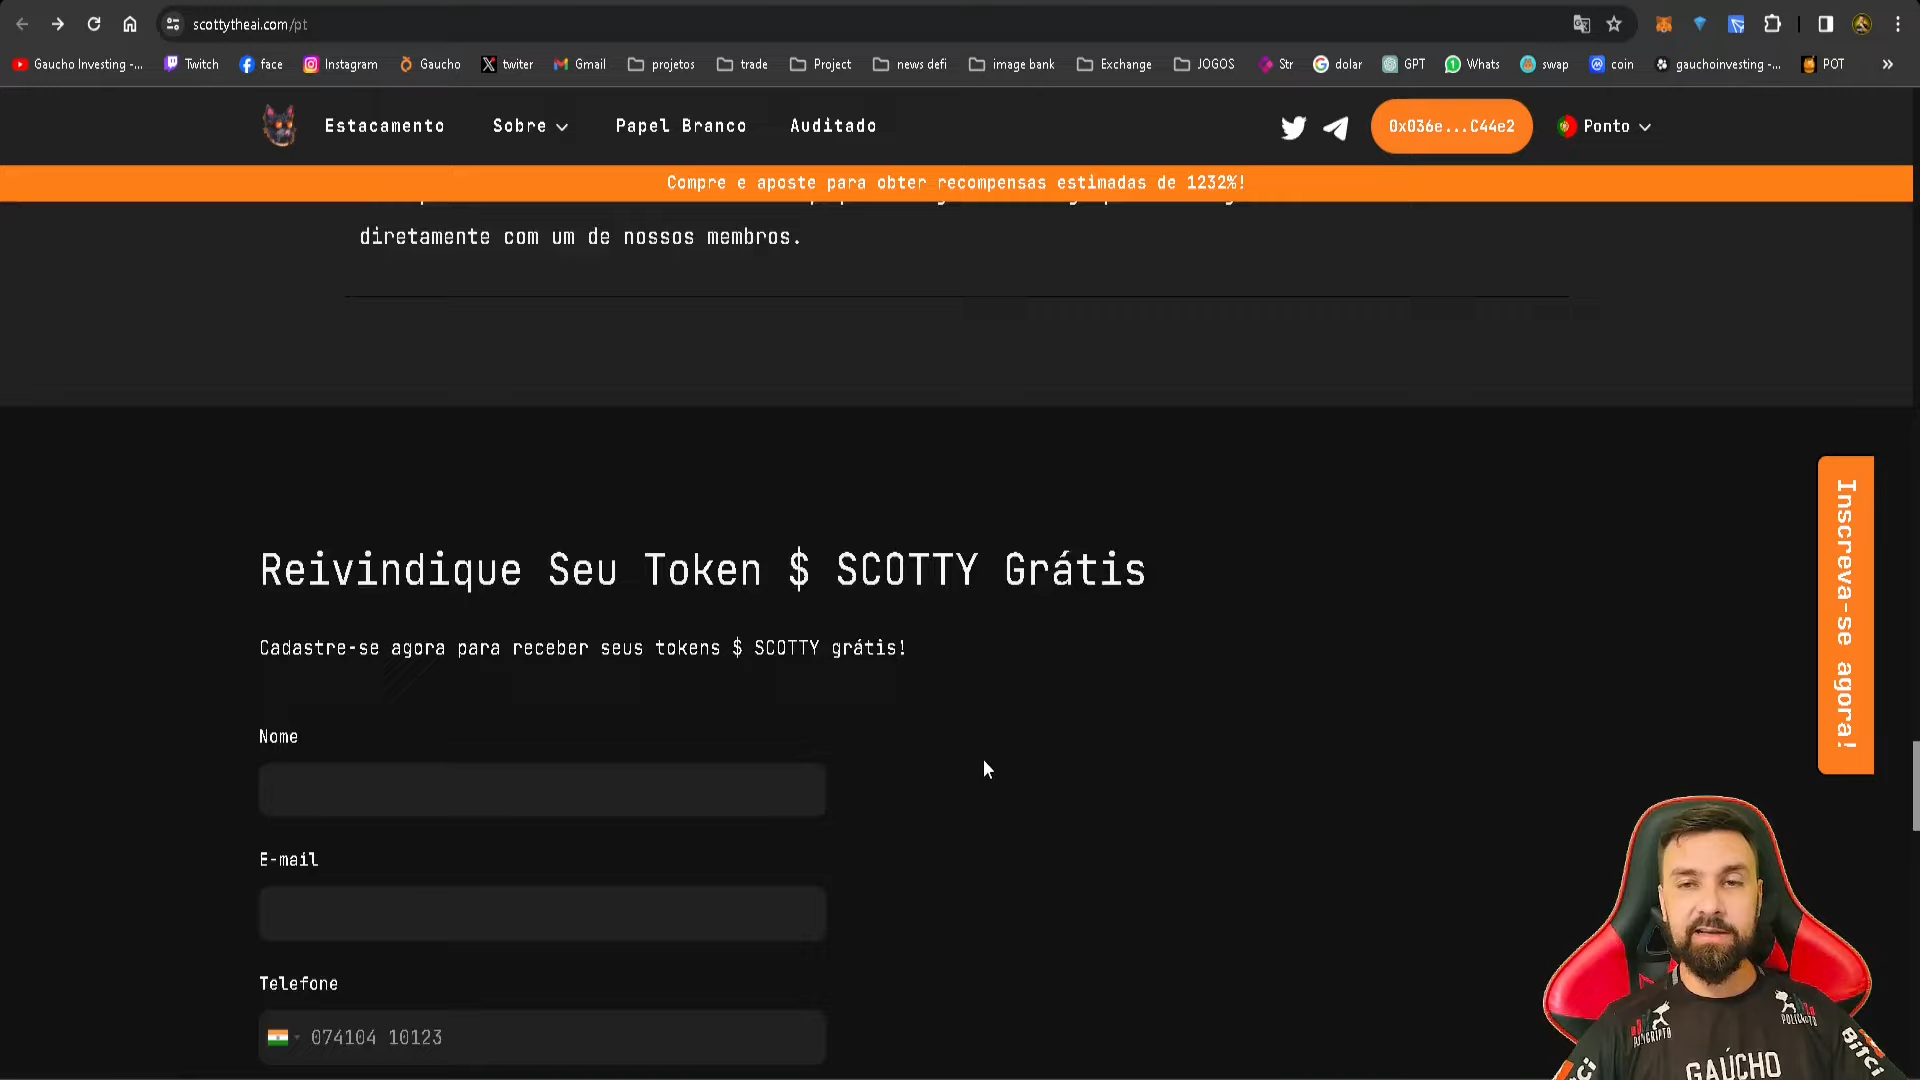 scottytheai.com/pt
Gaucho Investing -...
Twitch
face
Instagram
Gaucho
twiter
Gmail
projetos
trade
Project
news defi
image bank
Exchange
JOGOS
Str
dolar
GPT
Whats
swap
coin
gauchoinvesting -...
POT
Estacamento
Sobre
Papel Branco
Auditado
0x036e...C44e2
Ponto
Compre e aposte para obter recompensas estimadas de 1232%!
diretamente com um de nossos membros.
Inscreva-se agora!
Reivindique Seu Token $ SCOTTY Grátis
Cadastre-se agora para receber seus tokens $ SCOTTY grátis!
Nome
E-mail
Telefone
074104 10123
GAÚCHO
Bitci